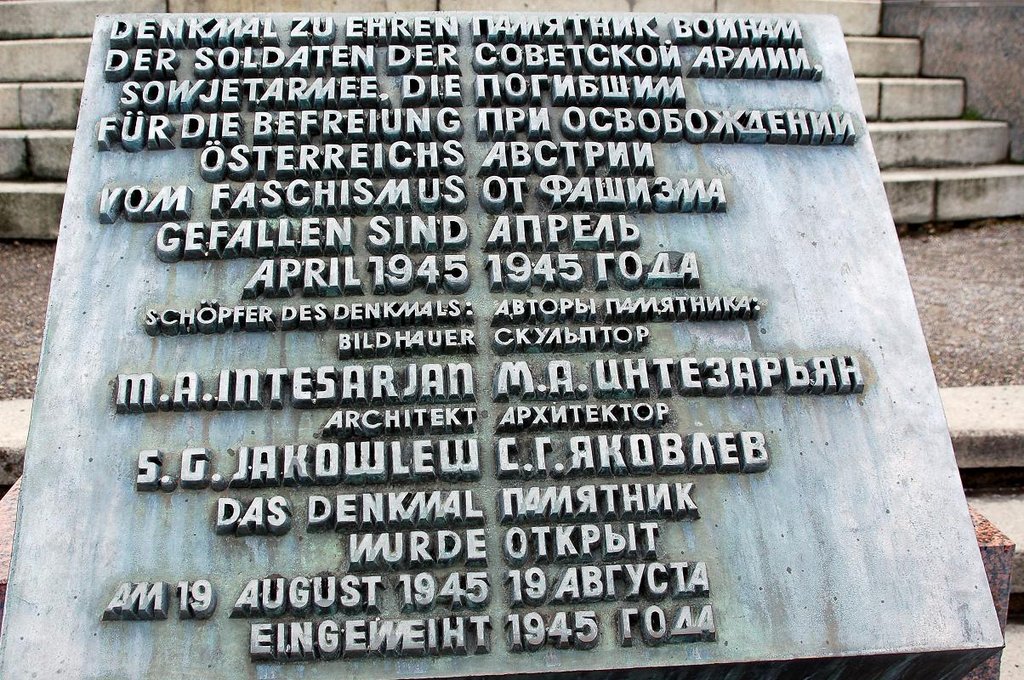 DENKMAL ZU EHREN ПАМЯТНИК ВОИНАМ
DER SOLDATEN DER СОВЕТСКОЙ АРМИИ,
SOWJETARMEE, DIE ПОГИБШИМ
FÜR DIE BEFREIUNG ПРИ ОСВОБОЖДЕНИИ
ÖSTERREICHS АВСТРИИ
VOM FASCHISMUS ОТ ФАШИЗМА
GEFALLEN SIND АПРЕЛЬ
APRIL 1945 1945 ГОДА
SCHÖPFER DES DENKMALS: АВТОРЫ ПАМЯТНИКА:
BILDHAUER СКУЛЬПТОР
M.A.INTESARJAN М.А.ИНТЕЗАРЬЯН
ARCHITEKT АРХИТЕКТОР
S.G.JAKOWLEW С.Г.ЯКОВЛЕВ
DAS DENKMAL ПАМЯТНИК
WURDE ОТКРЫТ
AM 19 AUGUST 1945 19 АВГУСТА
EINGEWEIHT 1945 ГОДА